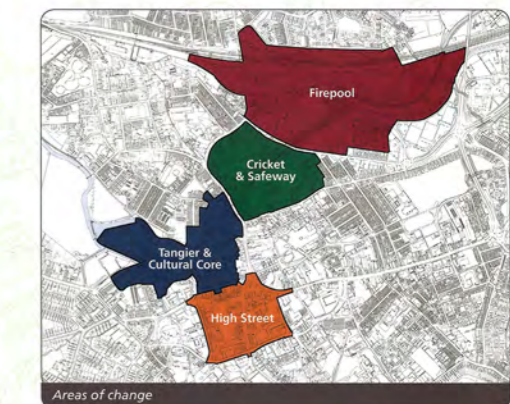 Firepool
Cricket
& Safeway
Tangier &
Cultural Core
High Street
Areas of change